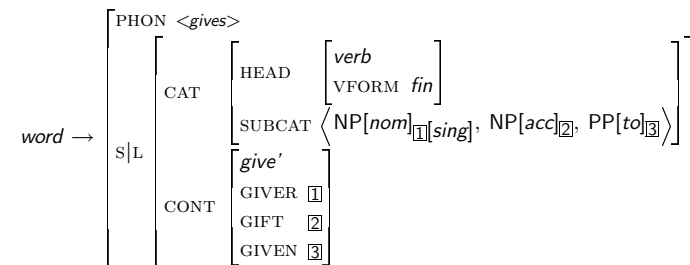 PHON <gives>
verb
HEAD
VFORM fin
CAT
SUBCAT ⟨NP[nom]1[sing], NP[acc]2, PP[to]3⟩
word → S|L
give'
GIVER 1
CONT
GIFT 2
GIVEN 3